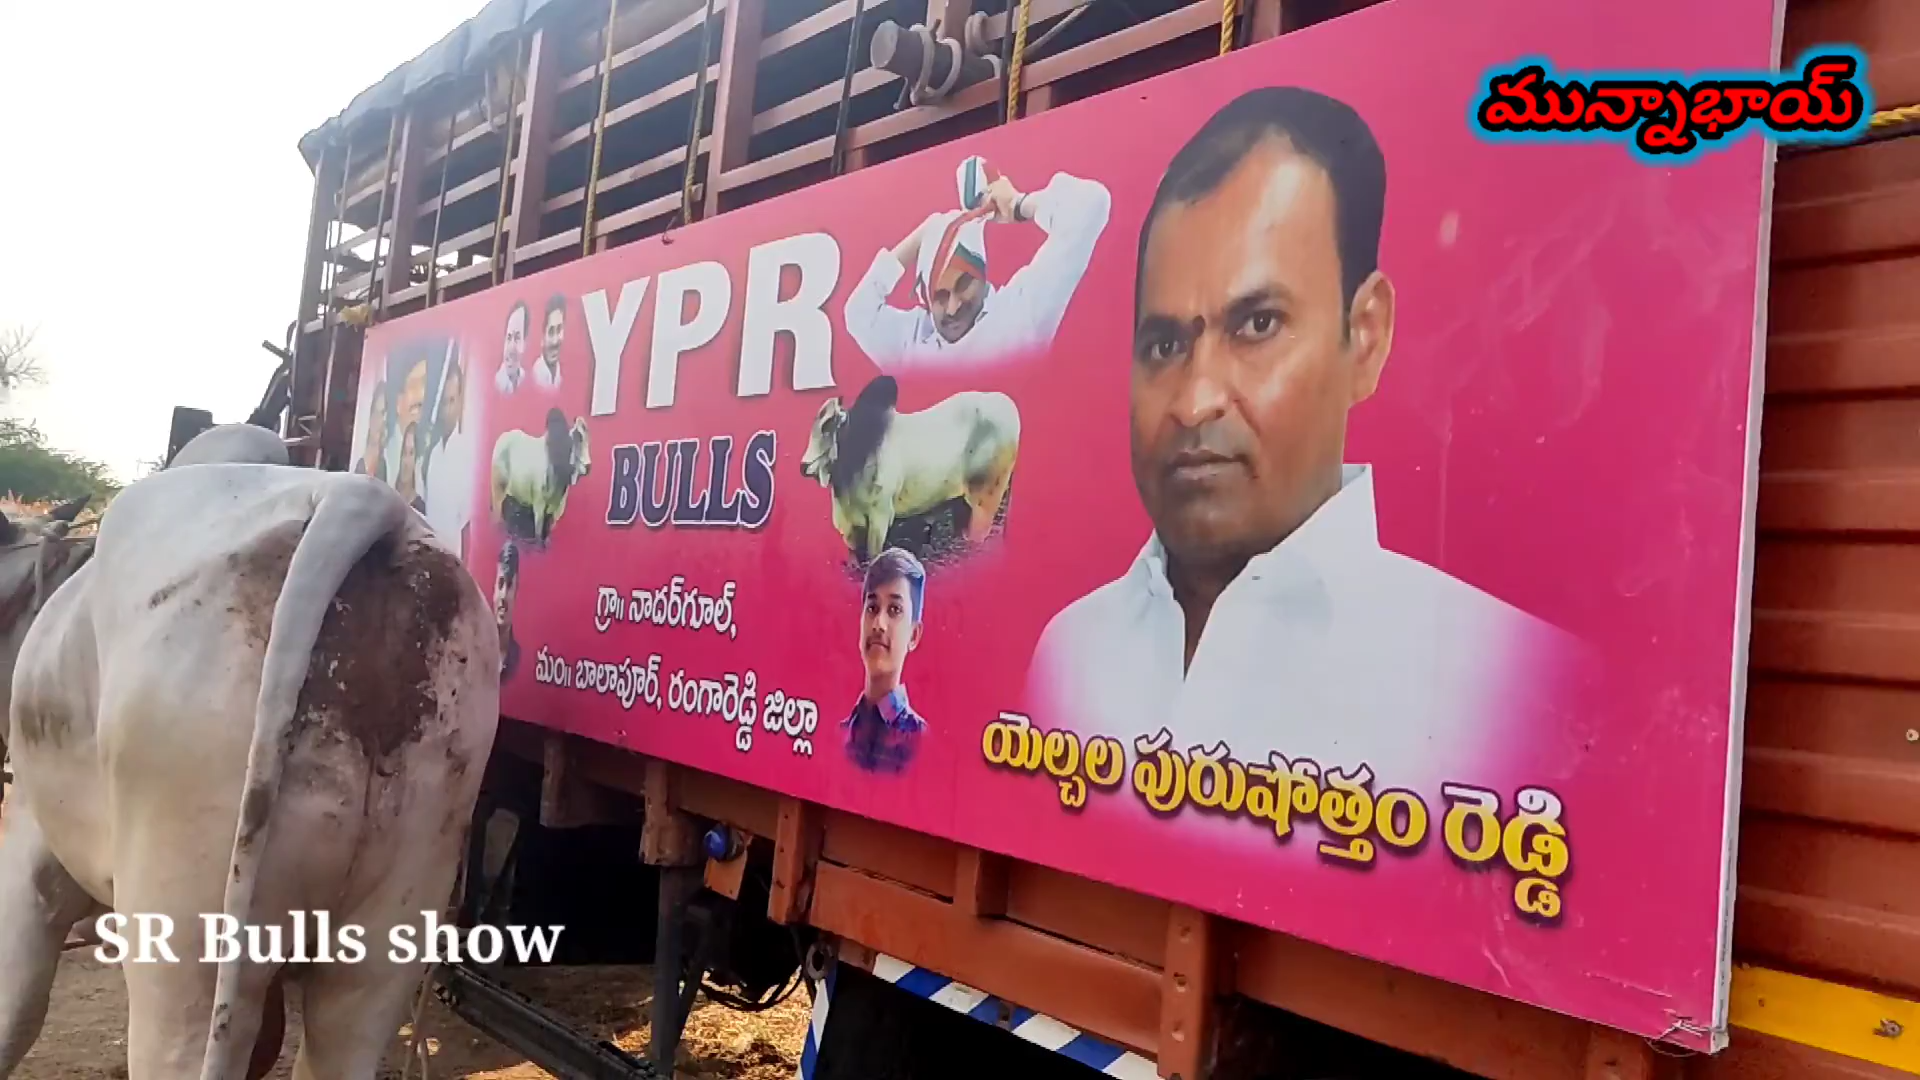 మున్నాభాయ్
YPR
BULLS
గ్రా॥ నాదర్‌గూల్,
మం॥ బాలాపూర్, రంగారెడ్డి జిల్లా
యెల్చల పురుషోత్తం రెడ్డి
SR Bulls show